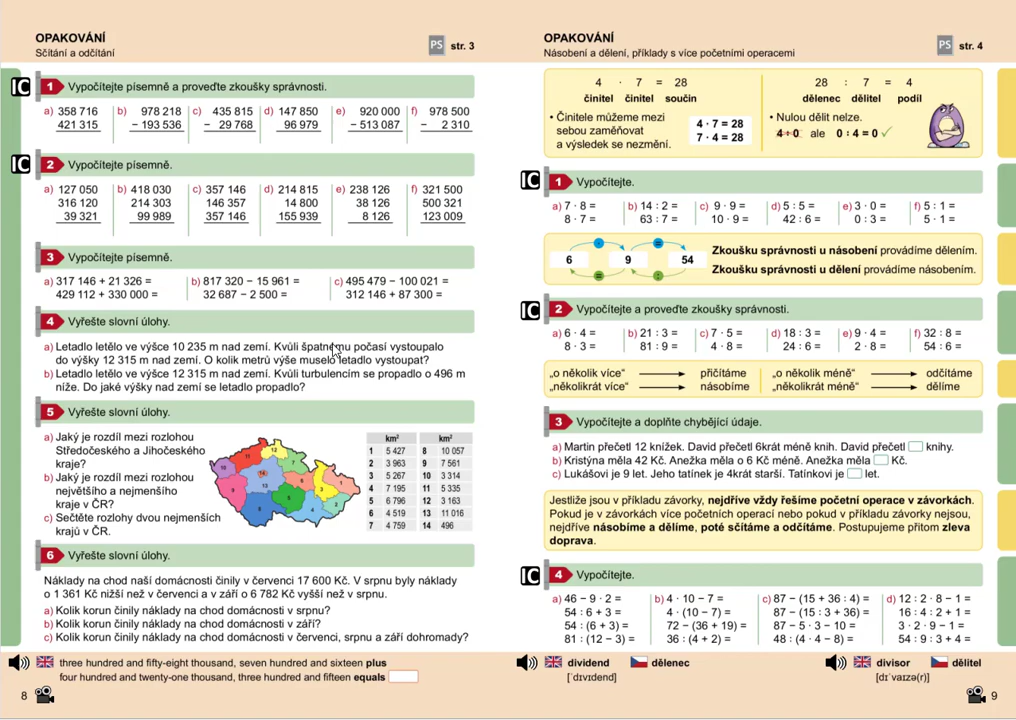 OPAKOVÁNÍ
Sčítání a odčítání
PS str. 3
IC 1 Vypočítejte písemně a proveďte zkoušky správnosti.
a) 358 716 b) 978 218 c) 435 815 d) 147 850 e) 920 000 f) 978 500
421 315 − 193 536 − 29 768 96 979 − 513 087 − 2 310
IC 2 Vypočítejte písemně.
a) 127 050 b) 418 030 c) 357 146 d) 214 815 e) 238 126 f) 321 500
316 120 214 303 146 357 14 800 38 126 500 321
39 321 99 989 357 146 155 939 8 126 123 009
3 Vypočítejte písemně.
a) 317 146 + 21 326 = b) 817 320 − 15 961 = c) 495 479 − 100 021 =
429 112 + 330 000 = 32 687 − 2 500 = 312 146 + 87 300 =
4 Vyřešte slovní úlohy.
a) Letadlo letělo ve výšce 10 235 m nad zemí. Kvůli špatnému počasí vystoupalo
do výšky 12 315 m nad zemí. O kolik metrů výše muselo letadlo vystoupat?
b) Letadlo letělo ve výšce 12 315 m nad zemí. Kvůli turbulencím se propadlo o 496 m
níže. Do jaké výšky nad zemí se letadlo propadlo?
5 Vyřešte slovní úlohy.
a) Jaký je rozdíl mezi rozlohou
Středočeského a Jihočeského
kraje?
b) Jaký je rozdíl mezi rozlohou
největšího a nejmenšího
kraje v ČR?
c) Sečtěte rozlohy dvou nejmenších
krajů v ČR.
km² km²
1 5 427 8 10 057
2 3 963 9 7 561
3 5 267 10 3 314
4 7 195 11 5 335
5 6 796 12 3 163
6 4 519 13 11 016
7 4 759 14 496
6 Vyřešte slovní úlohy.
Náklady na chod naší domácnosti činily v červenci 17 600 Kč. V srpnu byly náklady
o 1 361 Kč nižší než v červenci a v září o 6 782 Kč vyšší než v srpnu.
a) Kolik korun činily náklady na chod domácnosti v srpnu?
b) Kolik korun činily náklady na chod domácnosti v září?
c) Kolik korun činily náklady na chod domácnosti v červenci, srpnu a září dohromady?
three hundred and fifty-eight thousand, seven hundred and sixteen plus
four hundred and twenty-one thousand, three hundred and fifteen equals
8
OPAKOVÁNÍ
Násobení a dělení, příklady s více početními operacemi
PS str. 4
4 · 7 = 28 28 : 7 = 4
činitel činitel součin dělenec dělitel podíl
• Činitele můžeme mezi
sebou zaměňovat
a výsledek se nezmění.
4 · 7 = 28
7 · 4 = 28
• Nulou dělit nelze.
4 ÷ 0 ale 0 : 4 = 0 ✓
IC 1 Vypočítejte.
a) 7 · 8 = b) 14 : 2 = c) 9 · 9 = d) 5 : 5 = e) 3 · 0 = f) 5 : 1 =
8 · 7 = 63 : 7 = 10 · 9 = 42 : 6 = 0 : 3 = 5 · 1 =
· =
6 9 54
= :
Zkoušku správnosti u násobení provádíme dělením.
Zkoušku správnosti u dělení provádíme násobením.
IC 2 Vypočítejte a proveďte zkoušky správnosti.
a) 6 · 4 = b) 21 : 3 = c) 7 · 5 = d) 18 : 3 = e) 9 · 4 = f) 32 : 8 =
8 · 3 = 81 : 9 = 4 · 8 = 24 : 6 = 2 · 8 = 54 : 6 =
„o několik více“ přičítáme „o několik méně“ odčítáme
„několikrát více“ násobíme „několikrát méně“ dělíme
3 Vypočítejte a doplňte chybějící údaje.
a) Martin přečetl 12 knížek. David přečetl 6krát méně knih. David přečetl knihy.
b) Kristýna měla 42 Kč. Anežka měla o 6 Kč méně. Anežka měla Kč.
c) Lukášovi je 9 let. Jeho tatínek je 4krát starší. Tatínkovi je let.
Jestliže jsou v příkladu závorky, nejdříve vždy řešíme početní operace v závorkách.
Pokud je v závorkách více početních operací nebo pokud v příkladu závorky nejsou,
nejdříve násobíme a dělíme, poté sčítáme a odčítáme. Postupujeme přitom zleva
doprava.
IC 4 Vypočítejte.
a) 46 − 9 · 2 = b) 4 · 10 − 7 = c) 87 − (15 + 36 : 4) = d) 12 : 2 · 8 − 1 =
54 : 6 + 3 = 4 · (10 − 7) = 87 − (15 : 3 + 36) = 16 : 4 : 2 + 1 =
54 : (6 + 3) = 72 − (36 + 19) = 87 − 5 · 3 − 10 = 3 · 2 · 9 − 1 =
81 : (12 − 3) = 36 : (4 + 2) = 48 : (4 · 4 − 8) = 54 : 9 : 3 + 4 =
dividend dělenec divisor dělitel
[ˈdɪvɪdend] [dɪˈvaɪzə(r)]
9